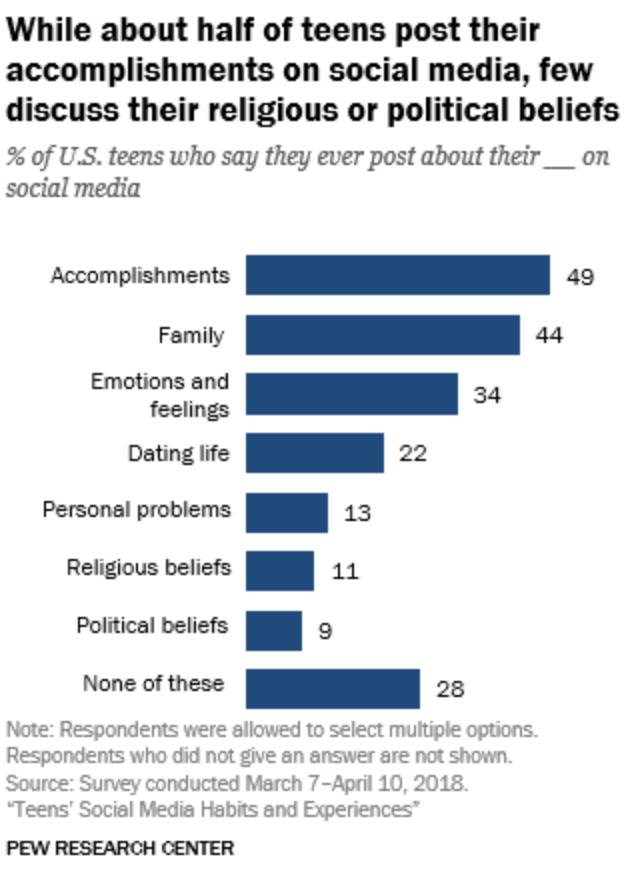 While about half of teens post their
accomplishments on social media, few
discuss their religious or political beliefs
% of U.S. teens who say they ever post about their __ on
social media
Accomplishments 49
Family 44
Emotions and
feelings 34
Dating life 22
Personal problems 13
Religious beliefs 11
Political beliefs 9
None of these 28
Note: Respondents were allowed to select multiple options.
Respondents who did not give an answer are not shown.
Source: Survey conducted March 7–April 10, 2018.
“Teens’ Social Media Habits and Experiences”
PEW RESEARCH CENTER